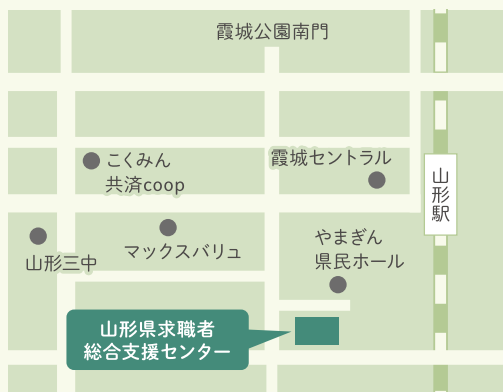 霞城公園南門
こくみん
共済coop
霞城セントラル
山形駅
マックスバリュ
やまぎん
県民ホール
山形三中
山形県求職者
総合支援センター